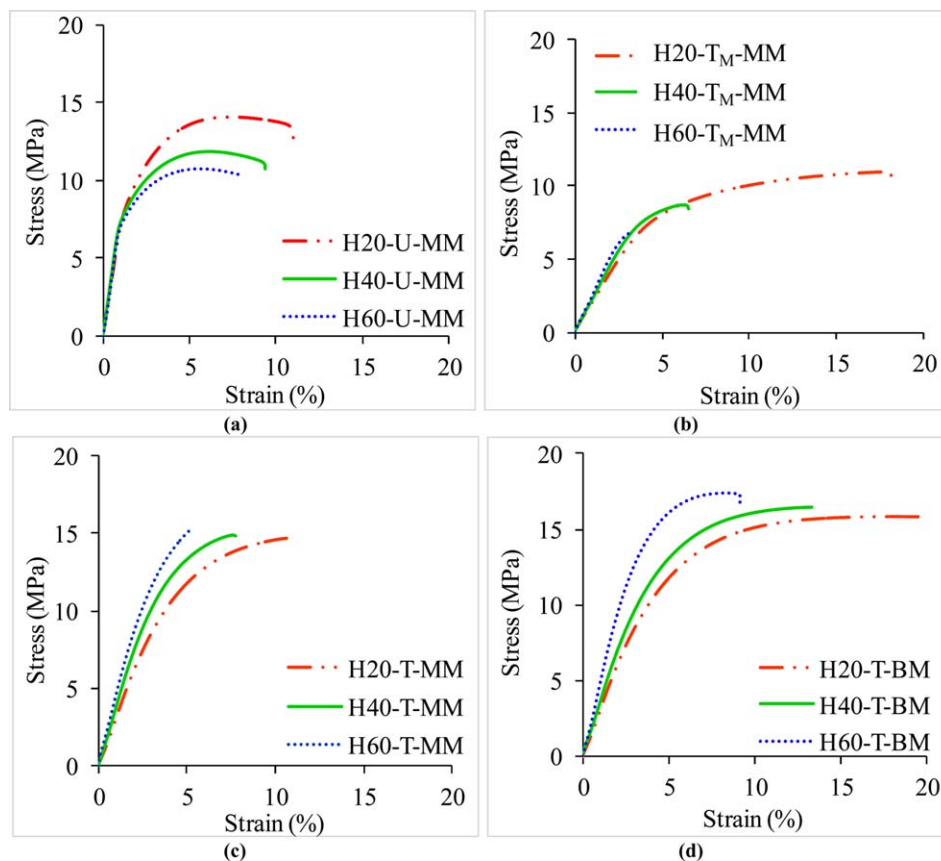 20
15
10
5
0
Stress (MPa)
H20-U-MM
H40-U-MM
H60-U-MM
0 5 10 15 20
Strain (%)
(a)
20
15
10
5
0
Stress (MPa)
H20-T_M-MM
H40-T_M-MM
H60-T_M-MM
0 5 10 15 20
Strain (%)
(b)
20
15
10
5
0
Stress (MPa)
H20-T-MM
H40-T-MM
H60-T-MM
0 5 10 15 20
Strain (%)
(c)
20
15
10
5
0
Stress (MPa)
H20-T-BM
H40-T-BM
H60-T-BM
0 5 10 15 20
Strain (%)
(d)